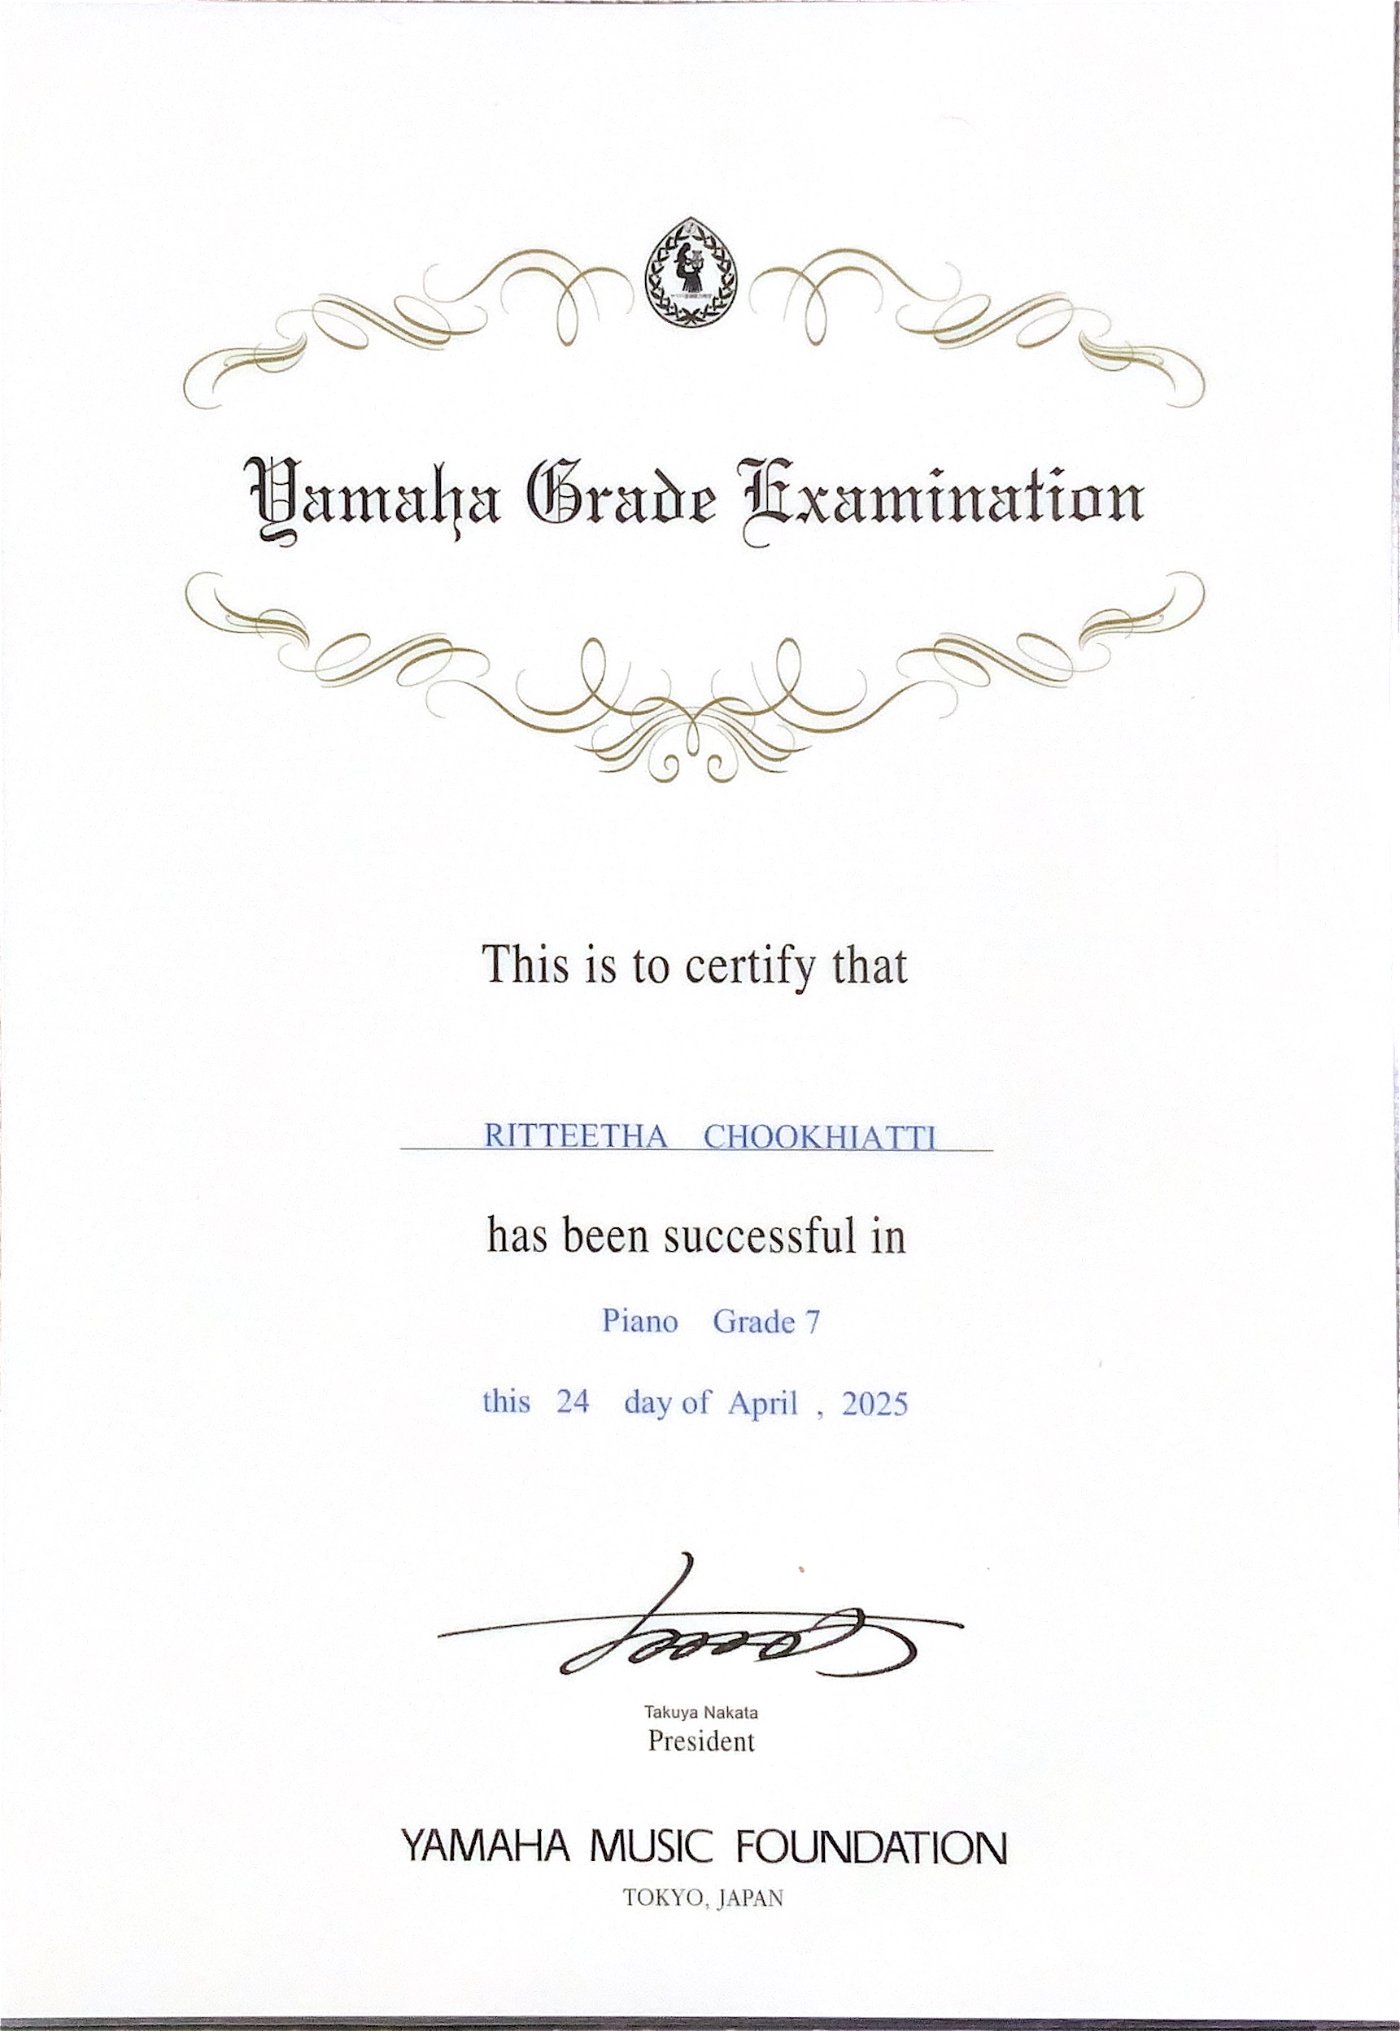 Yamaha Grade Examination
This is to certify that
RITTEETHA CHOOKHIATTI
has been successful in
Piano Grade 7
this 24 day of April , 2025
Takuya Nakata
President
YAMAHA MUSIC FOUNDATION
TOKYO, JAPAN